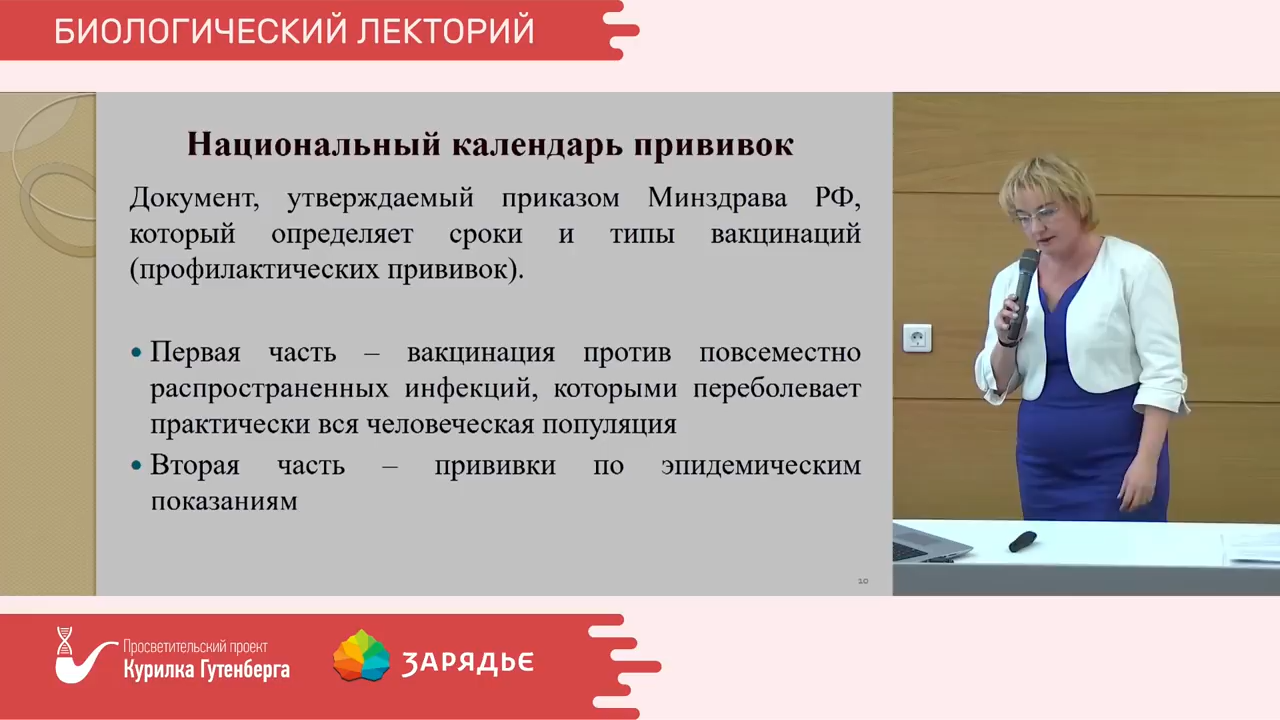 БИОЛОГИЧЕСКИЙ ЛЕКТОРИЙ
Национальный календарь прививок
Документ, утверждаемый приказом Минздрава РФ,
который определяет сроки и типы вакцинаций
(профилактических прививок).
• Первая часть – вакцинация против повсеместно
распространенных инфекций, которыми переболевает
практически вся человеческая популяция
• Вторая часть – прививки по эпидемическим
показаниям
10
Просветительский проект
Курилка Гутенберга
ЗАРЯДЬЕ